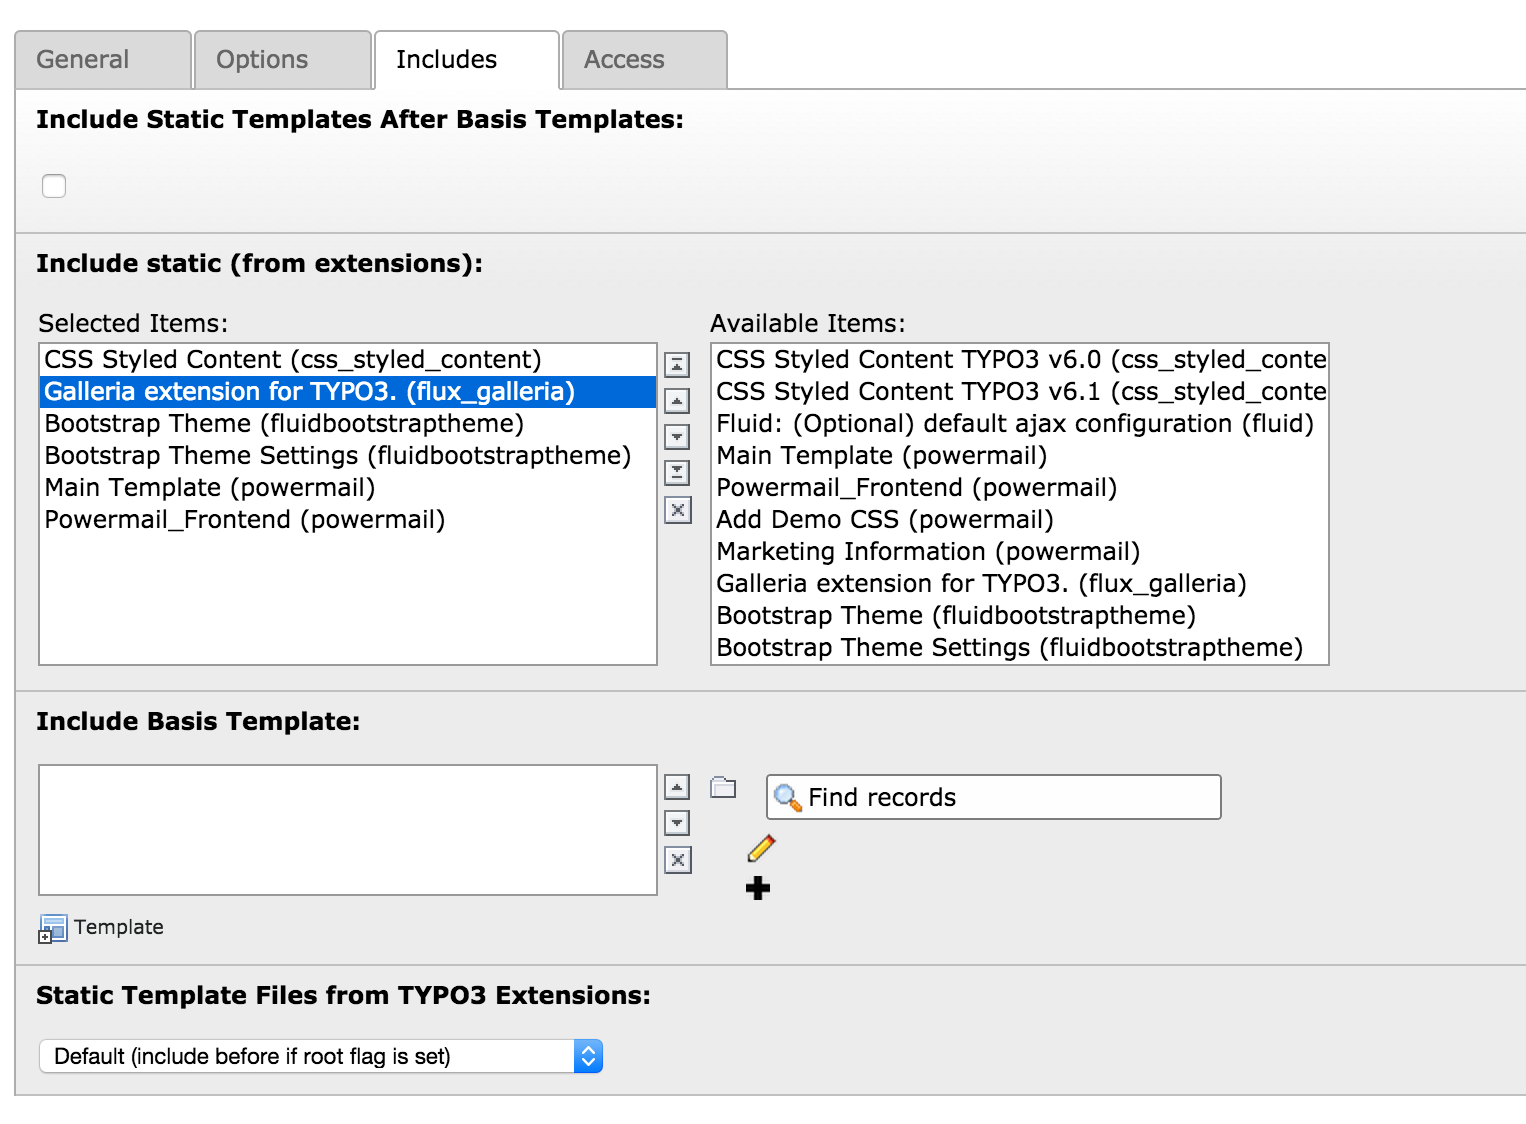 General
Options
Includes
Access
Include Static Templates After Basis Templates:
Include static (from extensions):
Selected Items:
CSS Styled Content (css_styled_content)
Galleria extension for TYPO3. (flux_galleria)
Bootstrap Theme (fluidbootstraptheme)
Bootstrap Theme Settings (fluidbootstraptheme)
Main Template (powermail)
Powermail_Frontend (powermail)
Available Items:
CSS Styled Content TYPO3 v6.0 (css_styled_conte
CSS Styled Content TYPO3 v6.1 (css_styled_conte
Fluid: (Optional) default ajax configuration (fluid)
Main Template (powermail)
Powermail_Frontend (powermail)
Add Demo CSS (powermail)
Marketing Information (powermail)
Galleria extension for TYPO3. (flux_galleria)
Bootstrap Theme (fluidbootstraptheme)
Bootstrap Theme Settings (fluidbootstraptheme)
Include Basis Template:
Find records
Template
Static Template Files from TYPO3 Extensions:
Default (include before if root flag is set)